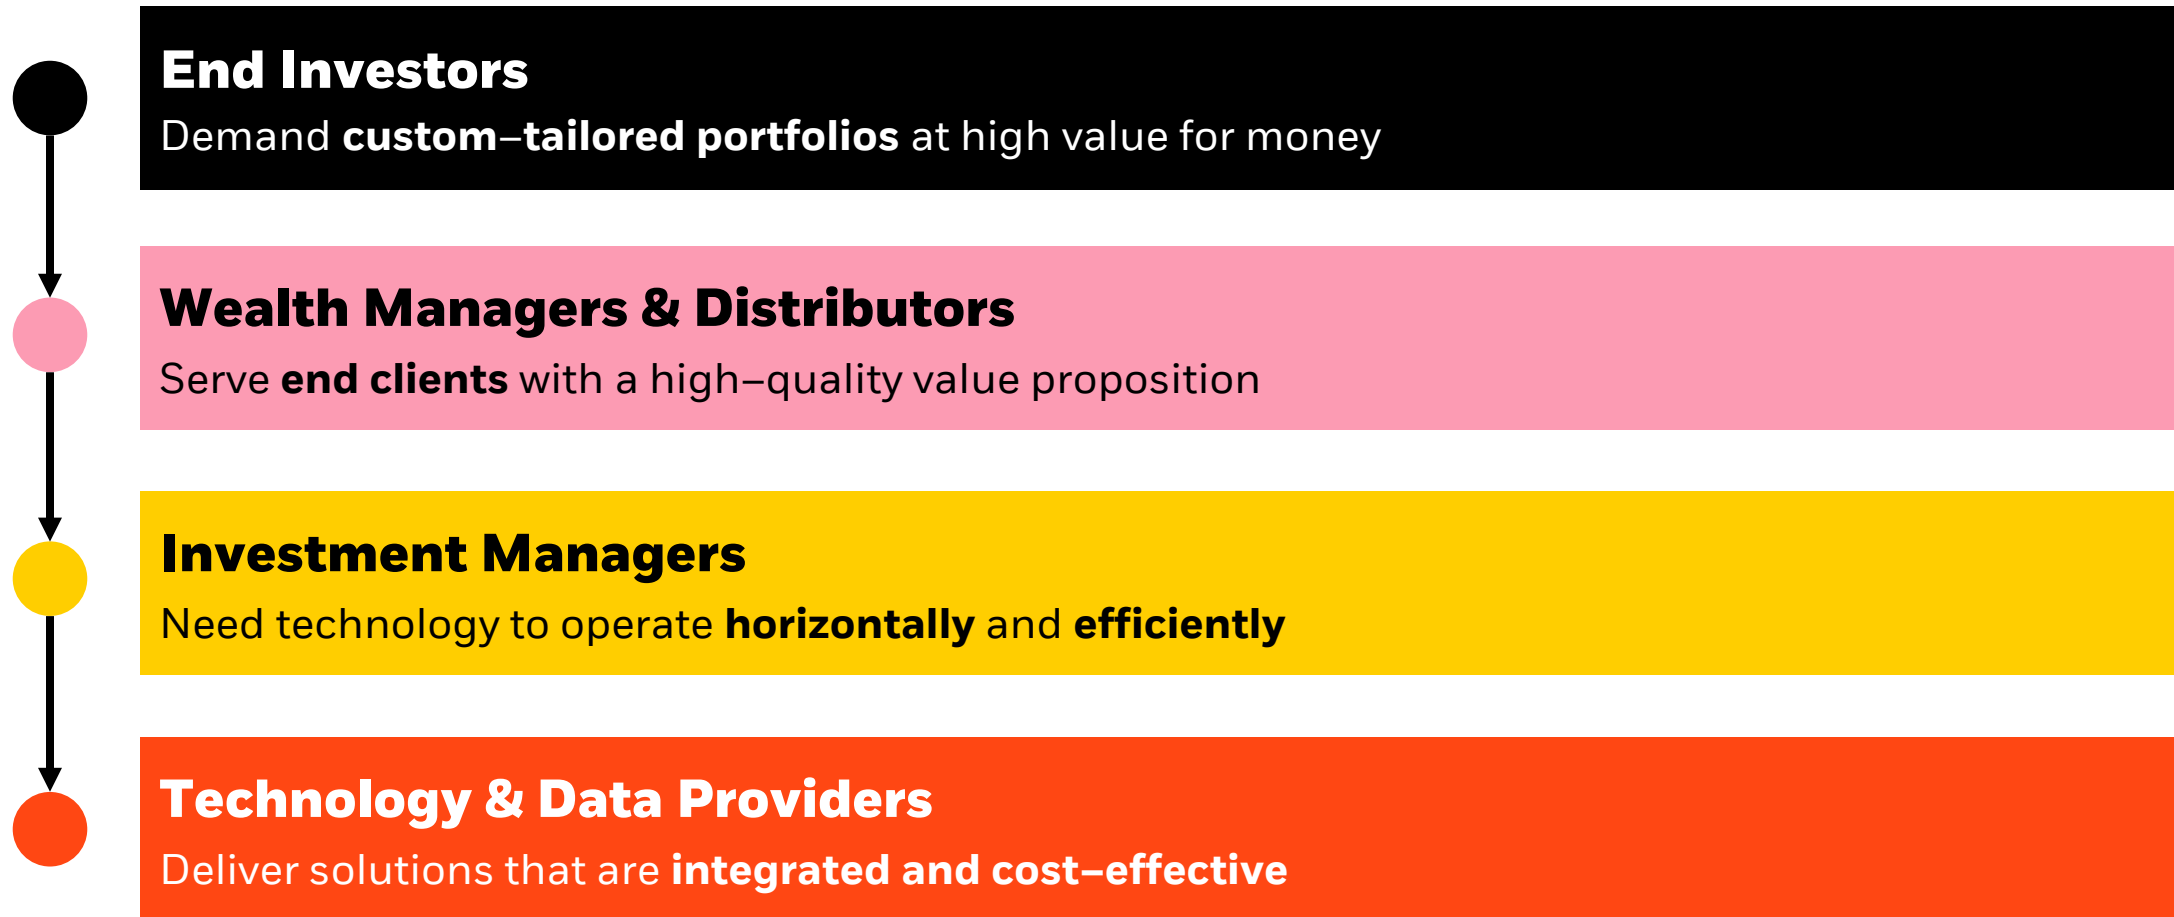 End Investors
Demand custom–tailored portfolios at high value for money
Wealth Managers & Distributors
Serve end clients with a high–quality value proposition
Investment Managers
Need technology to operate horizontally and efficiently
Technology & Data Providers
Deliver solutions that are integrated and cost–effective